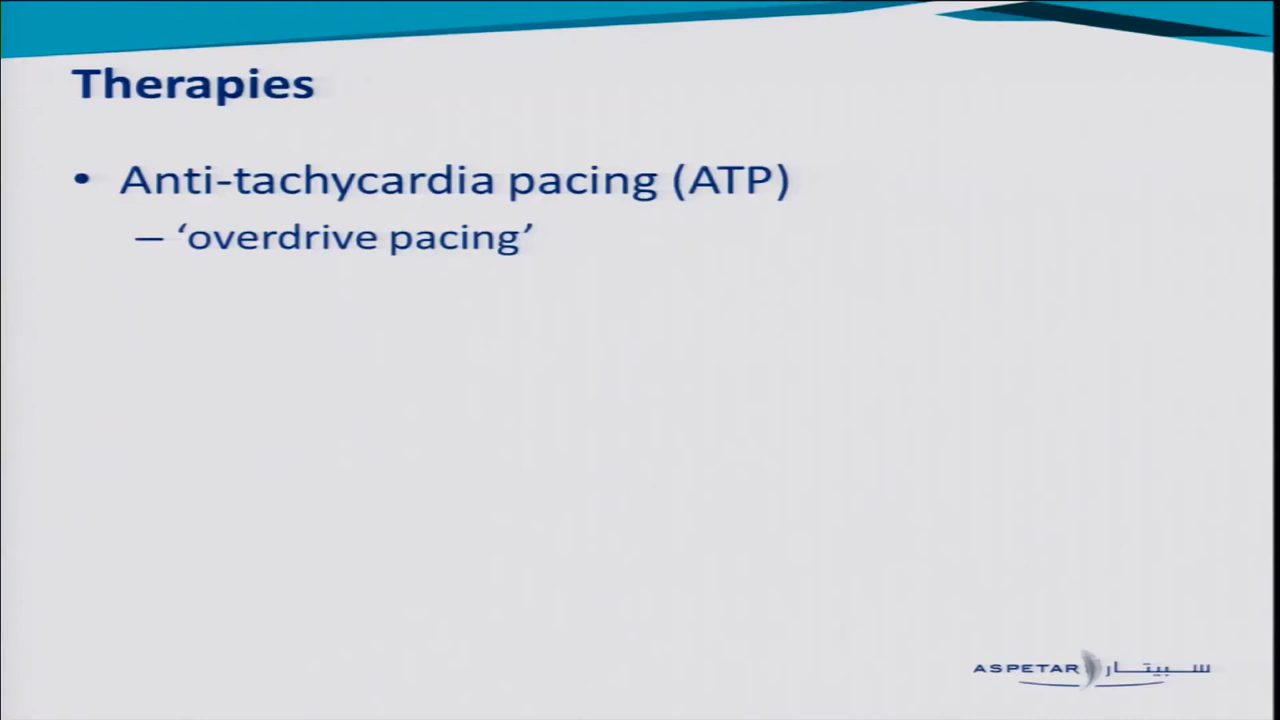 Therapies
• Anti-tachycardia pacing (ATP)
– ‘overdrive pacing’
ASPETAR سبيتار